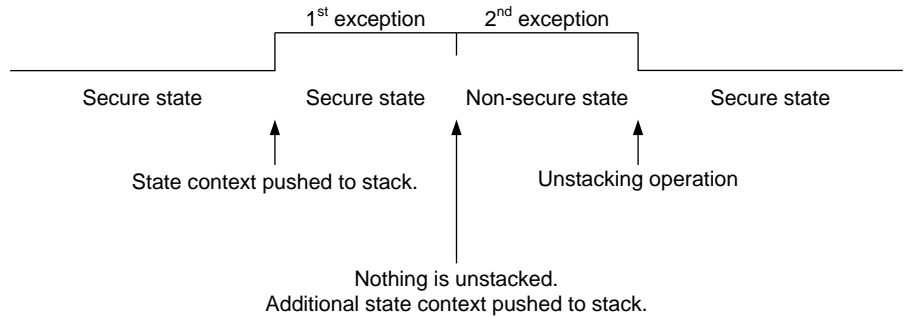 1st exception
2nd exception
Secure state
Secure state
Non-secure state
Secure state
State context pushed to stack.
Unstacking operation
Nothing is unstacked.
Additional state context pushed to stack.